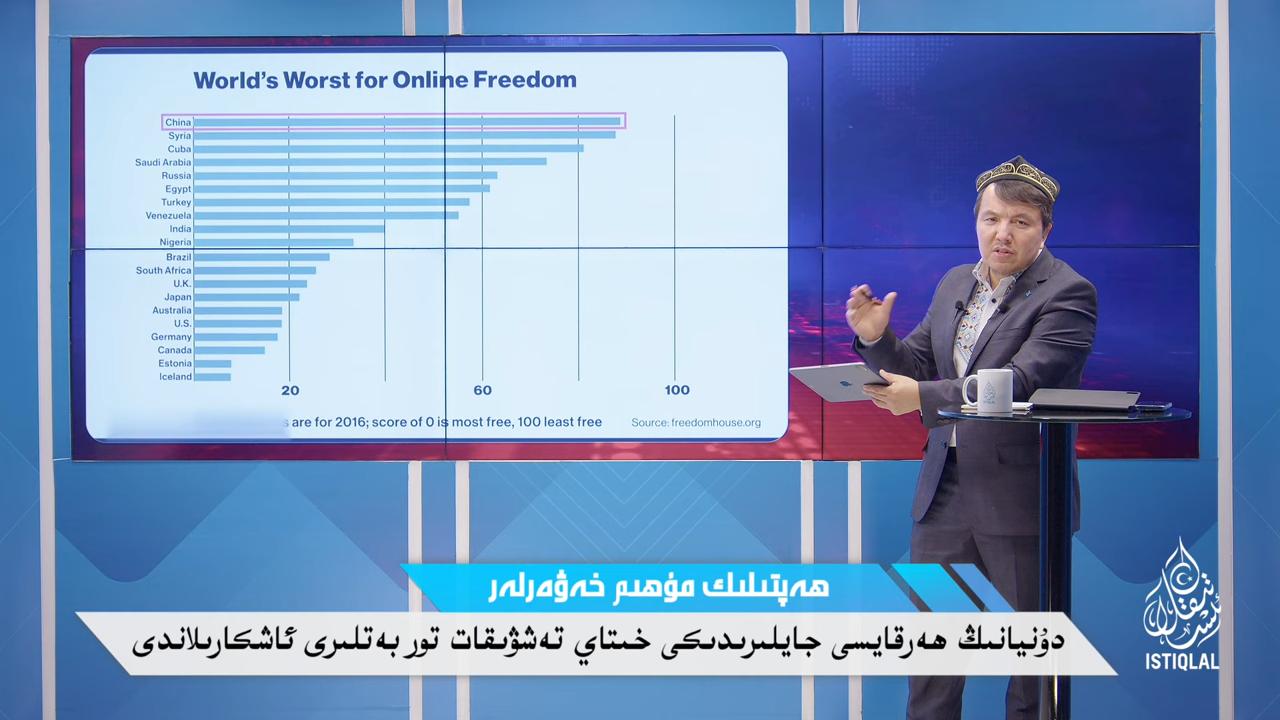 World's Worst for Online Freedom
China
Syria
Cuba
Saudi Arabia
Russia
Egypt
Turkey
Venezuela
India
Nigeria
Brazil
South Africa
U.K.
Japan
Australia
U.S.
Germany
Canada
Estonia
Iceland
20 60 100
are for 2016; score of 0 is most free, 100 least free
Source: freedomhouse.org
ھەپتىلىك مۇھىم خەۋەرلەر
دۇنيانىڭ ھەرقايسى جايلىرىدىكى خىتاي تەشۋىقات تور بەتلىرى ئاشكارىلاندى
ئىستىقلال
ISTIQLAL